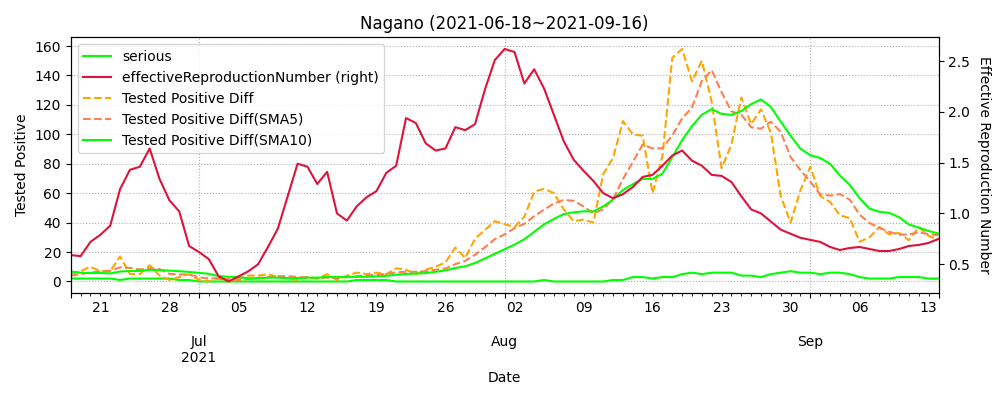 Nagano (2021-06-18~2021-09-16)
serious
effectiveReproductionNumber (right)
Tested Positive Diff
Tested Positive Diff(SMA5)
Tested Positive Diff(SMA10)
Tested Positive
160
140
120
100
80
60
40
20
0
2.5
2.0
1.5
1.0
0.5
Effective Reproduction Number
21 28 05 12 19 26 02 09 16 23 30 06 13
Jul Aug Sep
2021
Date